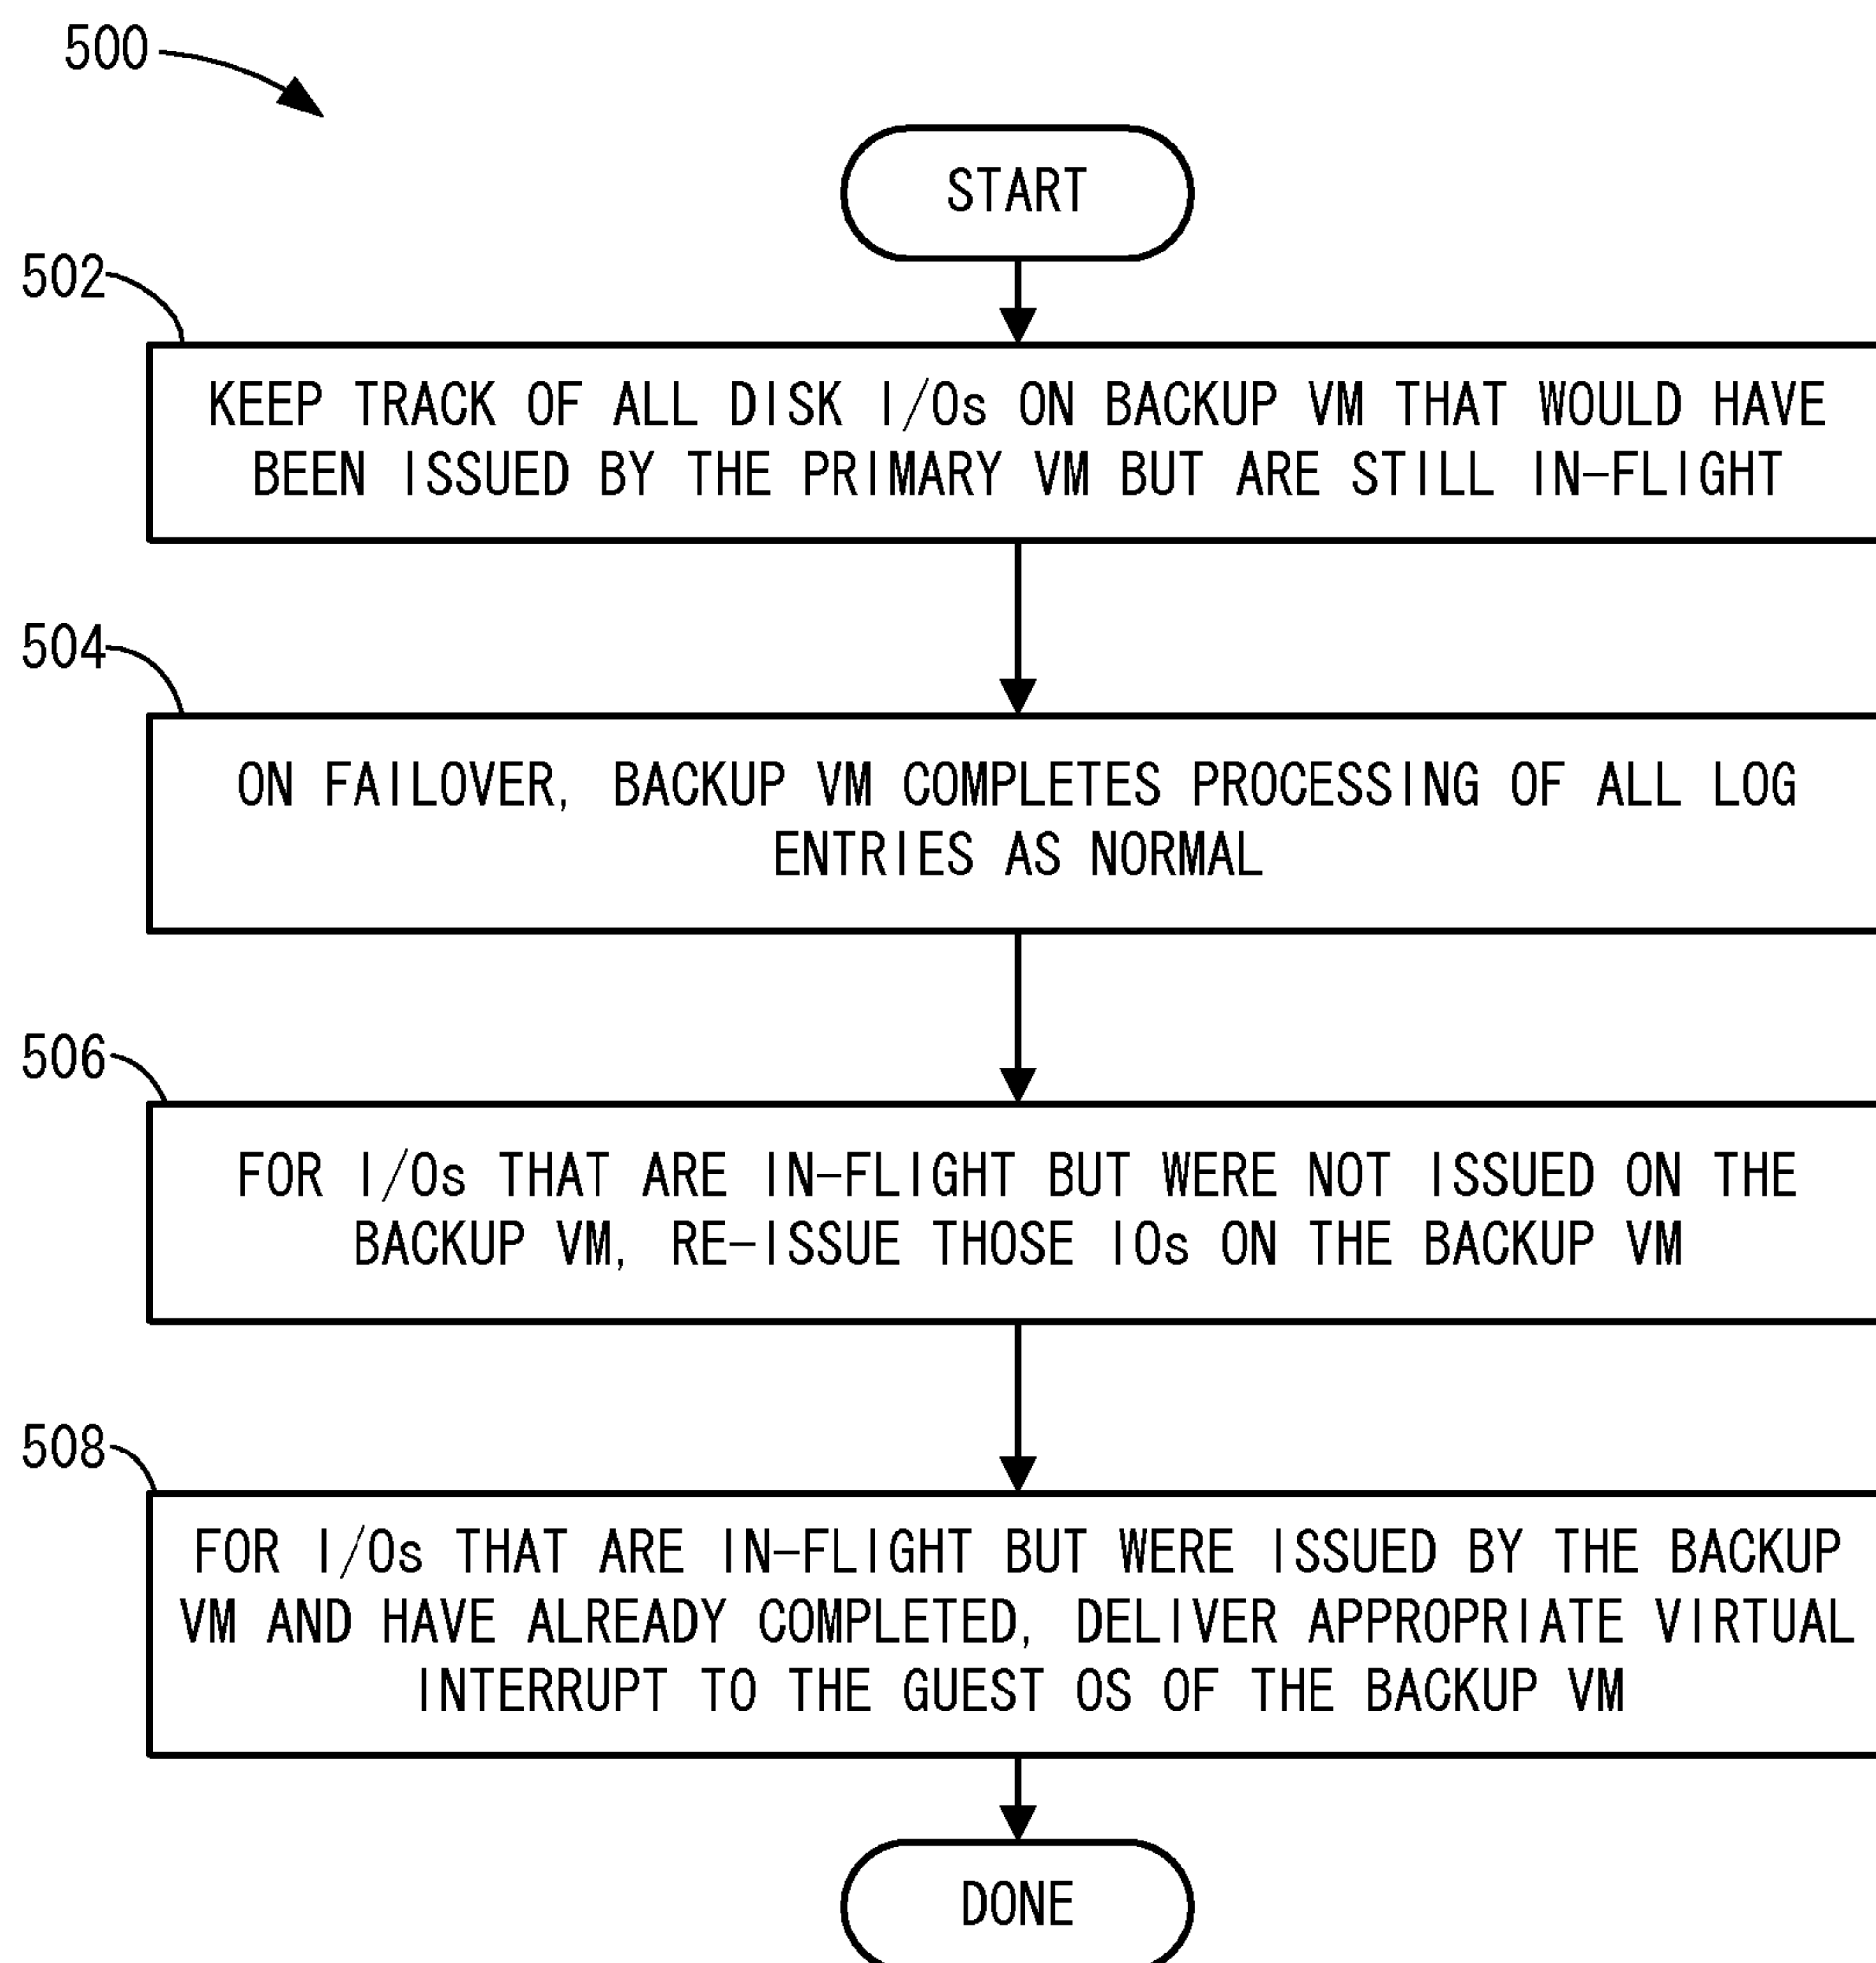 500
START
502
KEEP TRACK OF ALL DISK I/Os ON BACKUP VM THAT WOULD HAVE
BEEN ISSUED BY THE PRIMARY VM BUT ARE STILL IN-FLIGHT
504
ON FAILOVER, BACKUP VM COMPLETES PROCESSING OF ALL LOG
ENTRIES AS NORMAL
506
FOR I/Os THAT ARE IN-FLIGHT BUT WERE NOT ISSUED ON THE
BACKUP VM, RE-ISSUE THOSE IOs ON THE BACKUP VM
508
FOR I/Os THAT ARE IN-FLIGHT BUT WERE ISSUED BY THE BACKUP
VM AND HAVE ALREADY COMPLETED, DELIVER APPROPRIATE VIRTUAL
INTERRUPT TO THE GUEST OS OF THE BACKUP VM
DONE